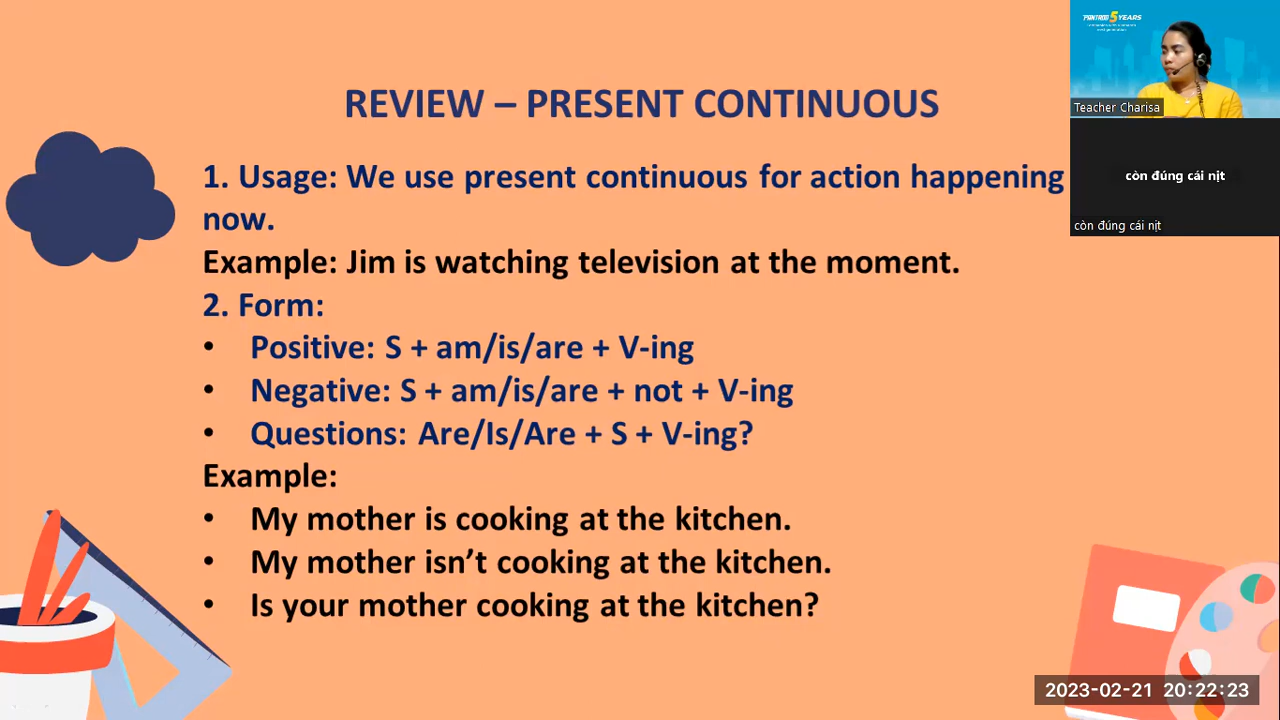 REVIEW – PRESENT CONTINUOUS
1. Usage: We use present continuous for action happening
now.
Example: Jim is watching television at the moment.
2. Form:
• Positive: S + am/is/are + V-ing
• Negative: S + am/is/are + not + V-ing
• Questions: Are/Is/Are + S + V-ing?
Example:
• My mother is cooking at the kitchen.
• My mother isn’t cooking at the kitchen.
• Is your mother cooking at the kitchen?
5 YEARS
Teacher Charisa
còn đúng cái nịt
còn đúng cái nịt
2023-02-21 20:22:23